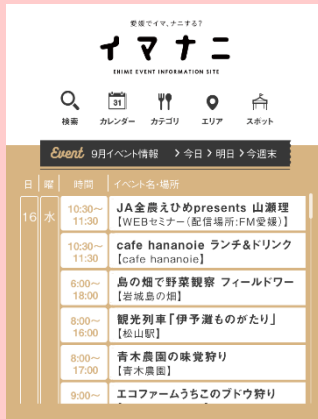 愛媛でイマ、ナニする?
イマナニ
EHIME EVENT INFORMATION SITE
31
検索 カレンダー カテゴリ エリア スポット
Event 9月イベント情報 >今日 >明日 >今週末
日 曜 時間 イベント名・場所
16 水
10:30〜11:30 JA全農えひめpresents 山瀬理
【WEBセミナー(配信場所:FM愛媛)】
10:30〜11:30 cafe hananoie ランチ&ドリンク
【cafe hananoie】
6:00〜18:00 島の畑で野菜観察 フィールドワー
【岩城島の畑】
8:00〜16:00 観光列車「伊予灘ものがたり」
【松山駅】
8:00〜17:00 青木農園の味覚狩り
【青木農園】
9:00〜 エコファームうちこのブドウ狩り